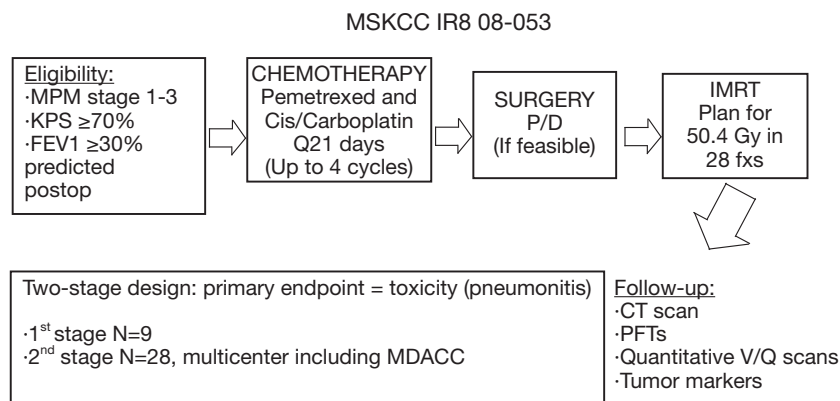 MSKCC IR8 08-053
Eligibility:
·MPM stage 1-3
·KPS ≥70%
·FEV1 ≥30%
predicted
postop
CHEMOTHERAPY
Pemetrexed and
Cis/Carboplatin
Q21 days
(Up to 4 cycles)
SURGERY
P/D
(If feasible)
IMRT
Plan for
50.4 Gy in
28 fxs
Two-stage design: primary endpoint = toxicity (pneumonitis)
·1st stage N=9
·2nd stage N=28, multicenter including MDACC
Follow-up:
·CT scan
·PFTs
·Quantitative V/Q scans
·Tumor markers